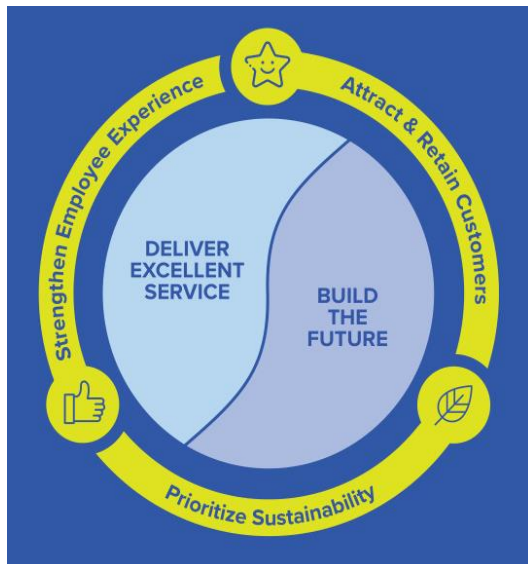 Strengthen Employee Experience
Attract & Retain Customers
DELIVER
EXCELLENT
SERVICE
BUILD
THE
FUTURE
Prioritize Sustainability